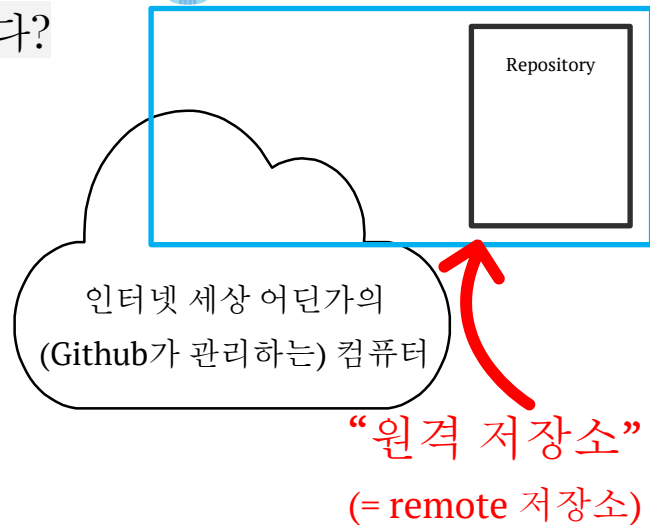 다?
Repository
인터넷 세상 어딘가의
(Github가 관리하는) 컴퓨터
“원격 저장소”
(= remote 저장소)